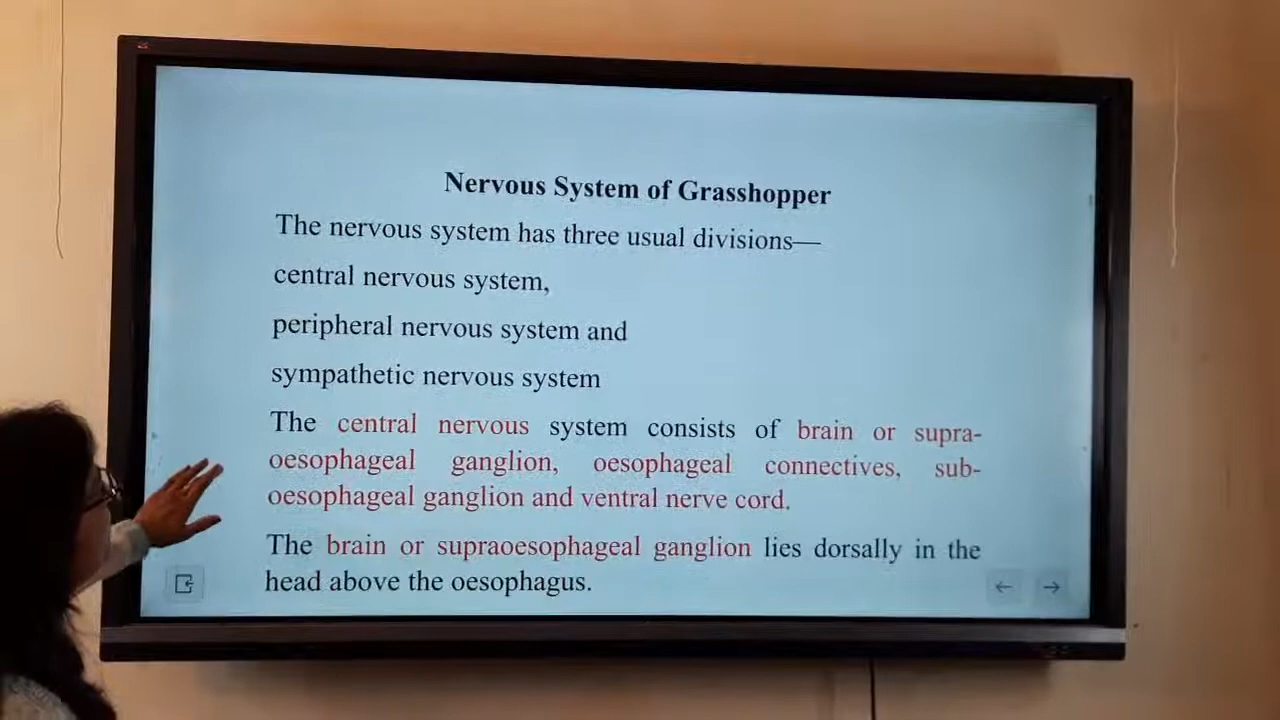 Nervous System of Grasshopper
The nervous system has three usual divisions—
central nervous system,
peripheral nervous system and
sympathetic nervous system
The central nervous system consists of brain or supra-
oesophageal ganglion, oesophageal connectives, sub-
oesophageal ganglion and ventral nerve cord.
The brain or supraoesophageal ganglion lies dorsally in the
head above the oesophagus.